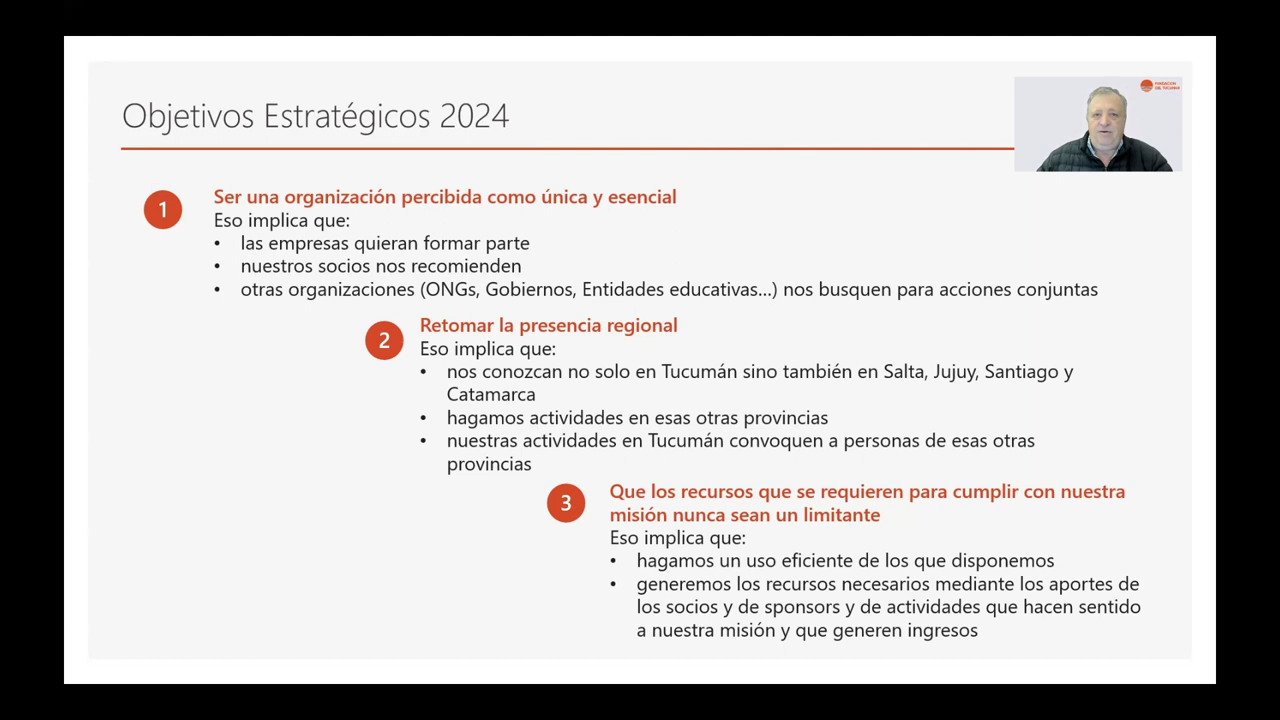 Objetivos Estratégicos 2024
FUNDACIÓN
DEL TUCUMÁN
1
Ser una organización percibida como única y esencial
Eso implica que:
• las empresas quieran formar parte
• nuestros socios nos recomienden
• otras organizaciones (ONGs, Gobiernos, Entidades educativas...) nos busquen para acciones conjuntas
2
Retomar la presencia regional
Eso implica que:
• nos conozcan no solo en Tucumán sino también en Salta, Jujuy, Santiago y
Catamarca
• hagamos actividades en esas otras provincias
• nuestras actividades en Tucumán convoquen a personas de esas otras
provincias
3
Que los recursos que se requieren para cumplir con nuestra
misión nunca sean un limitante
Eso implica que:
• hagamos un uso eficiente de los que disponemos
• generemos los recursos necesarios mediante los aportes de
los socios y de sponsors y de actividades que hacen sentido
a nuestra misión y que generen ingresos